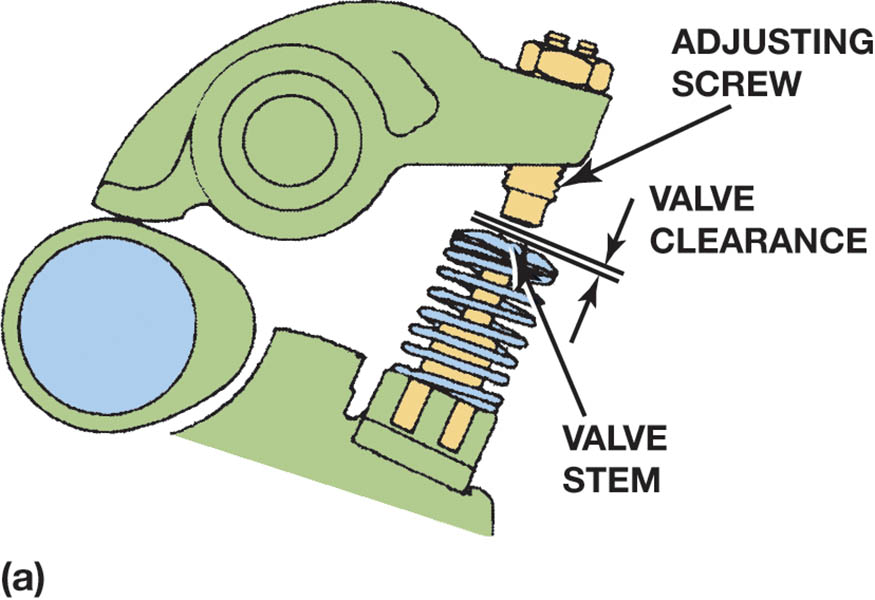 ADJUSTING
SCREW
VALVE
CLEARANCE
VALVE
STEM
(a)